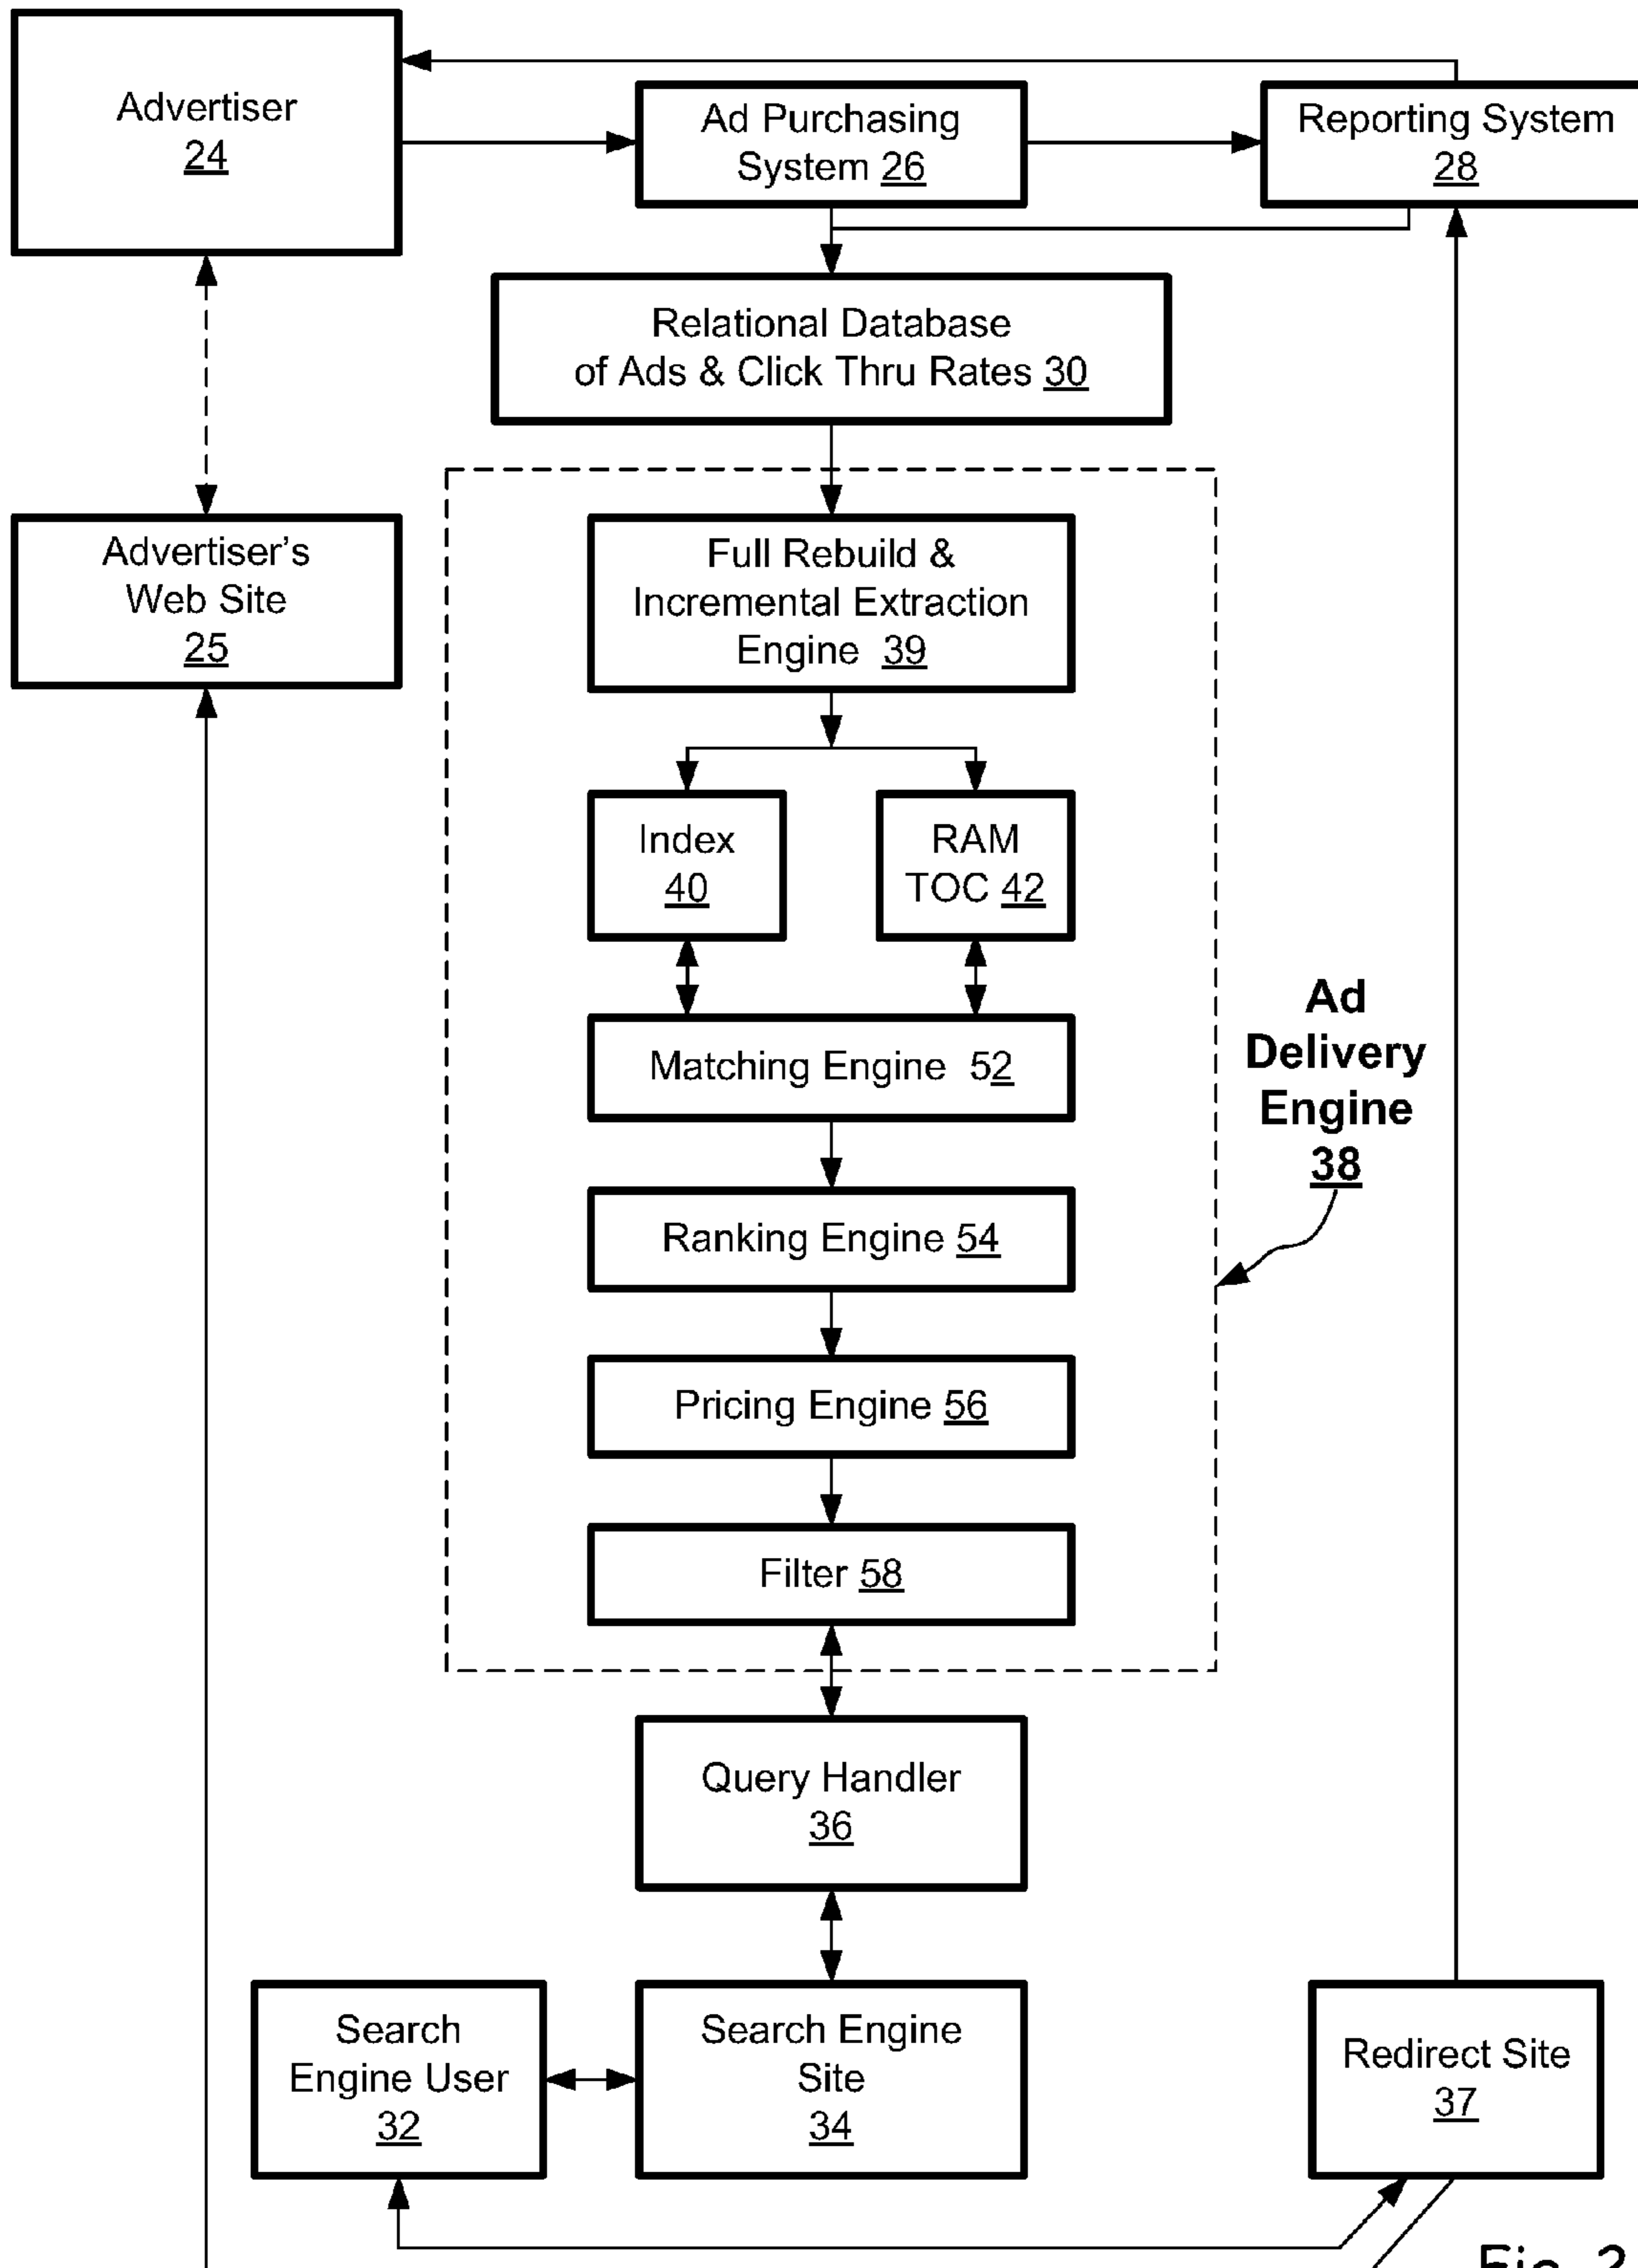 Advertiser
24
Ad Purchasing
System 26
Reporting System
28
Relational Database
of Ads & Click Thru Rates 30
Advertiser's
Web Site
25
Full Rebuild &
Incremental Extraction
Engine 39
Index
40
RAM
TOC 42
Matching Engine 52
Ad
Delivery
Engine
38
Ranking Engine 54
Pricing Engine 56
Filter 58
Query Handler
36
Search
Engine User
32
Search Engine
Site
34
Redirect Site
37
Fig. 2